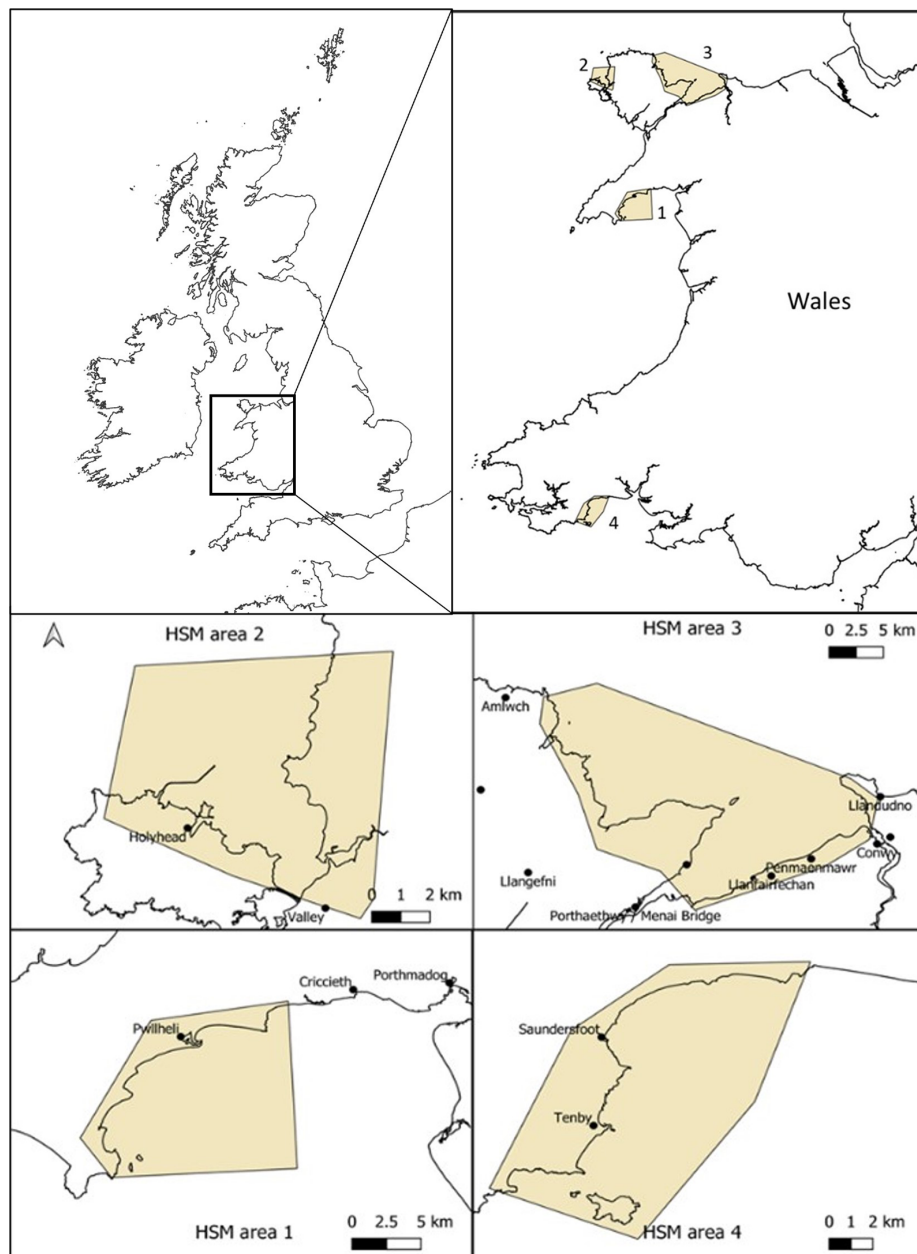 2
3
1
Wales
4
HSM area 2
Holyhead
Valley
0 1 2 km
HSM area 3
0 2.5 5 km
Amlwch
Llandudno
Conwy
Penmaenmawr
Llanfairfechan
Llangefni
Porthaethwy
Menai Bridge
Criccieth
Porthmadog
Pwllheli
HSM area 1
0 2.5 5 km
Saundersfoot
Tenby
HSM area 4
0 1 2 km